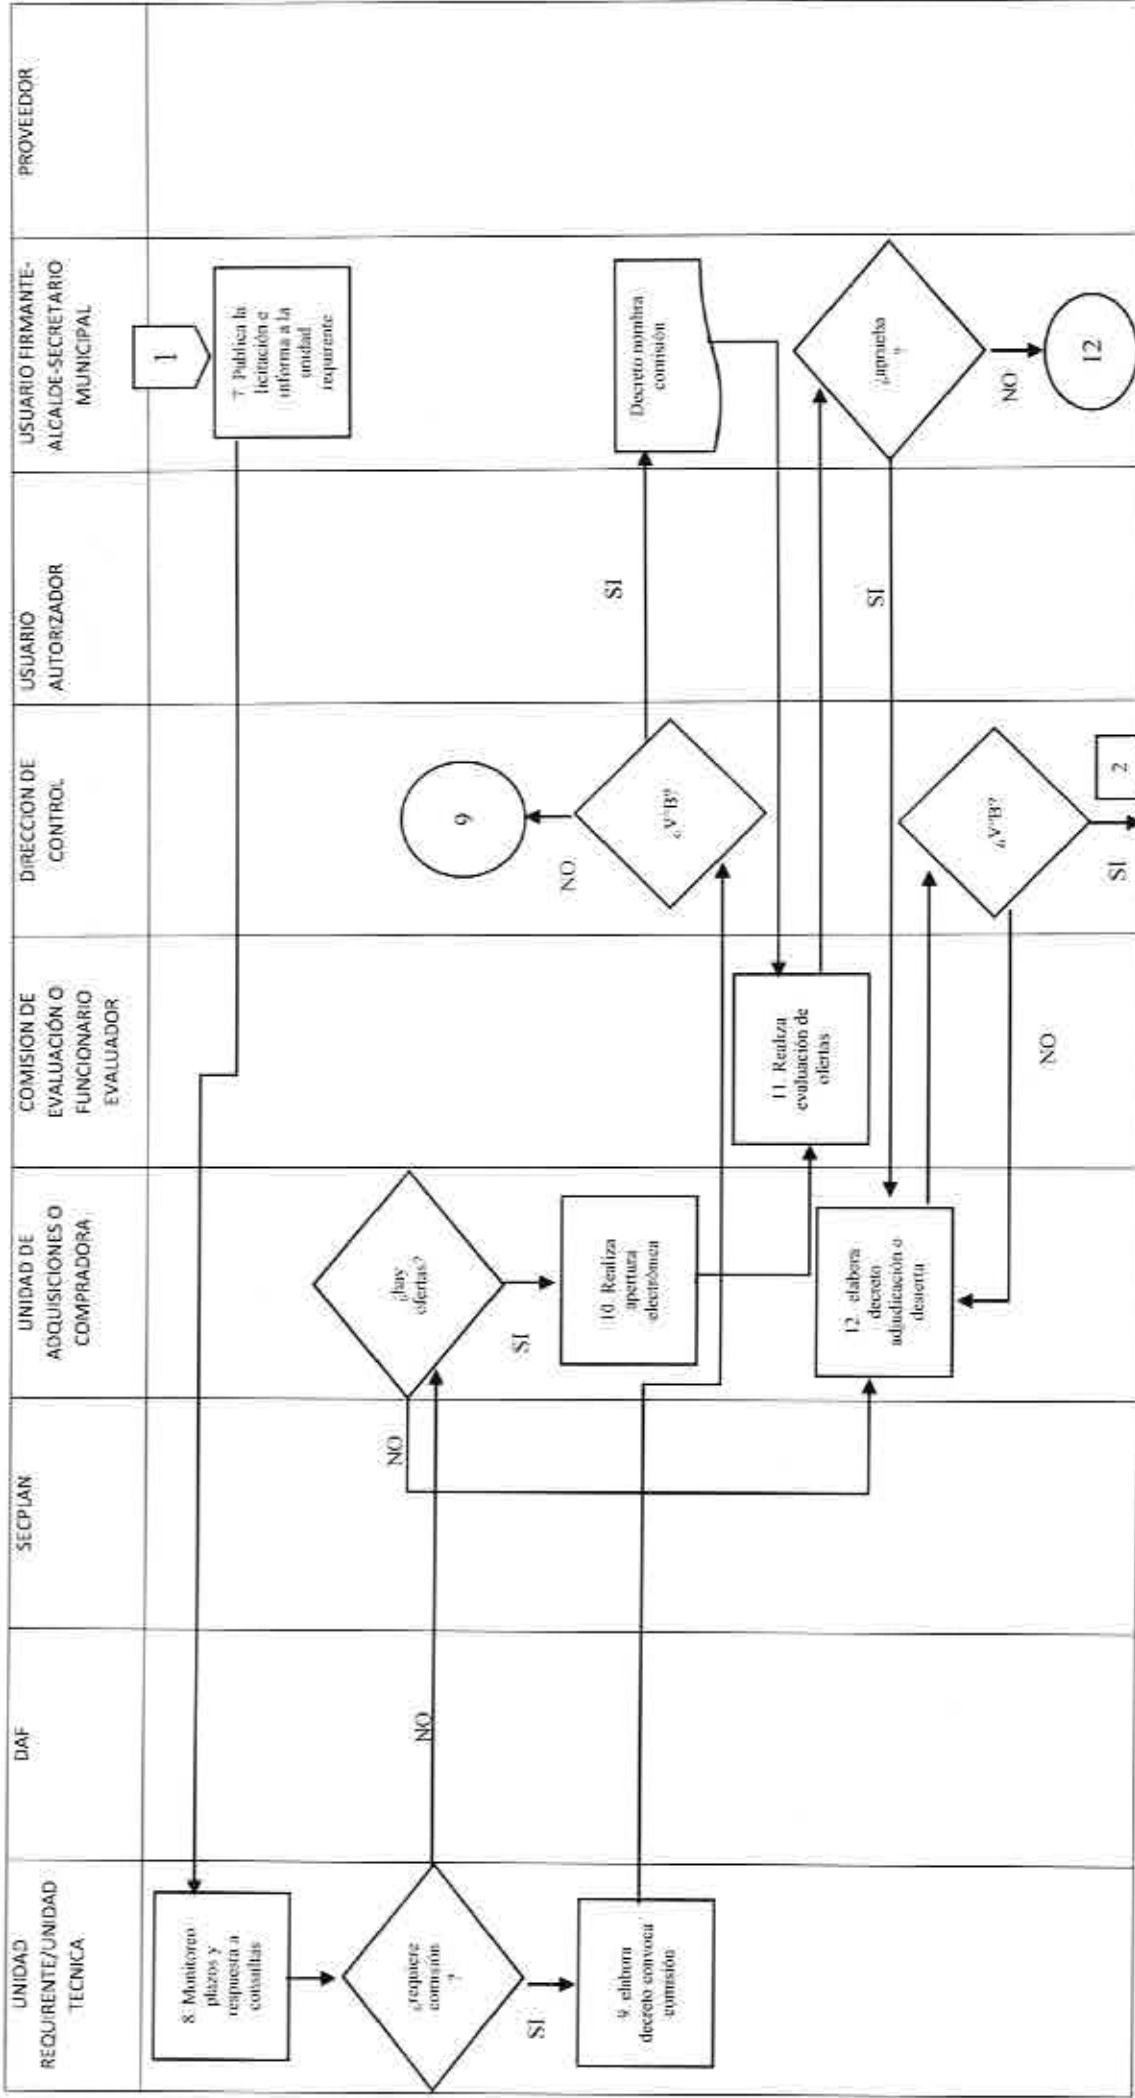 UNIDAD
REQUIRENTE/UNIDAD
TECNICA
DAF
SECPLAN
UNIDAD DE
ADQUISICIONES O
COMPRADORA
COMISION DE
EVALUACIÓN O
FUNCIONARIO
EVALUADOR
DIRECCION DE
CONTROL
USUARIO
AUTORIZADOR
USUARIO FIRMANTE-
ALCALDE-SECRETARIO
MUNICIPAL
PROVEEDOR
1
7 Publica la
licitación e
informa a la
unidad
requirente
8 Monitoreo
plazos y
respuesta a
consultas
¿requiere
comisión
?
NO
SI
9. elabora
decreto convoca
comisión
¿hay
ofertas?
NO
SI
10. Realiza
apertura
electrónica
9
NO
¿V°B?
SI
Decreto nombra
comisión
11. Realiza
evaluación de
ofertas
¿aprueba
?
SI
NO
12
12. elabora
decreto
adjudicación o
desierta
¿V°B?
NO
SI
2